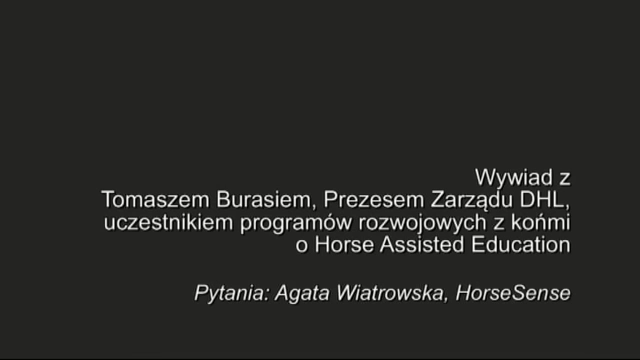 Wywiad z
Tomaszem Burasiem, Prezesem Zarządu DHL,
uczestnikiem programów rozwojowych z końmi
o Horse Assisted Education
Pytania: Agata Wiatrowska, HorseSense